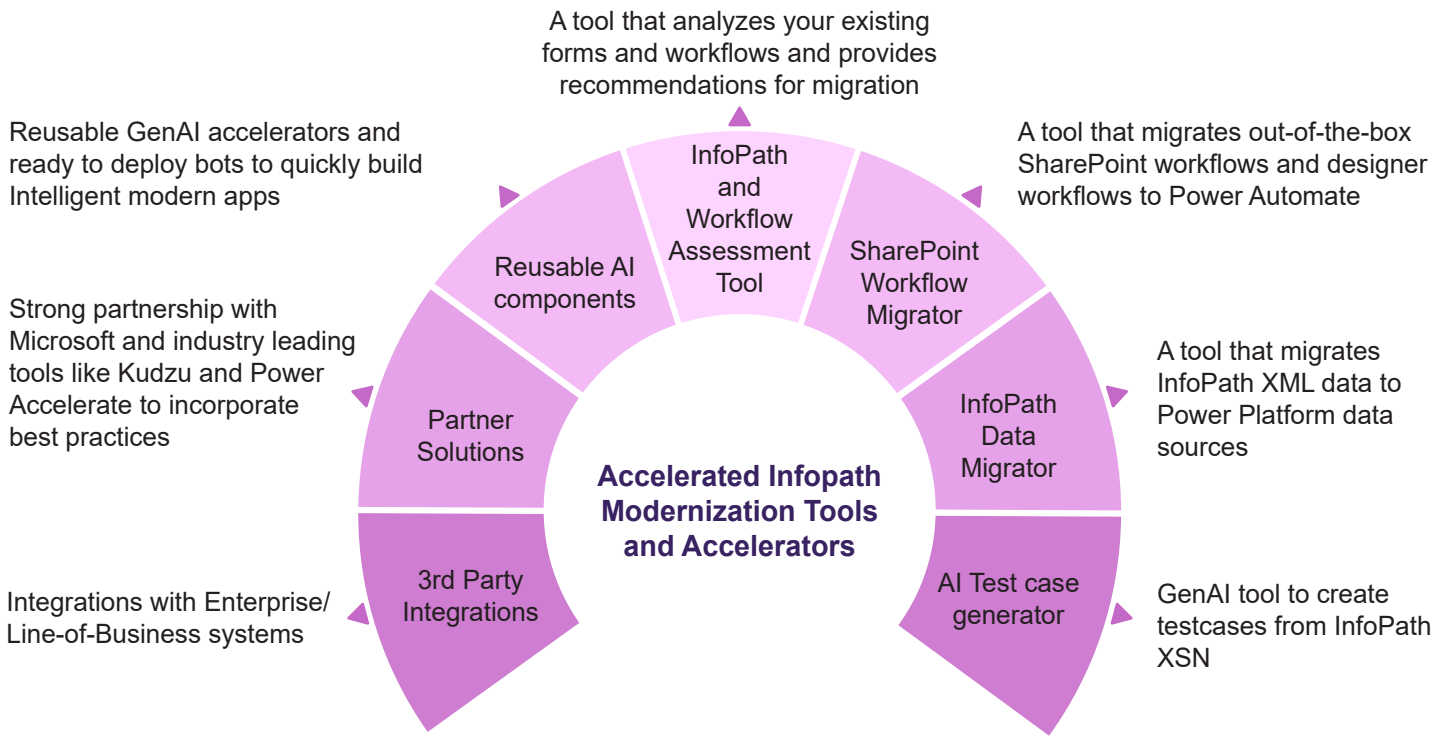 A tool that analyzes your existing
forms and workflows and provides
recommendations for migration
Reusable GenAI accelerators and
ready to deploy bots to quickly build
Intelligent modern apps
A tool that migrates out-of-the-box
SharePoint workflows and designer
workflows to Power Automate
InfoPath
and
Workflow
Assessment
Tool
Reusable AI
components
SharePoint
Workflow
Migrator
Strong partnership with
Microsoft and industry leading
tools like Kudzu and Power
Accelerate to incorporate
best practices
Partner
Solutions
InfoPath
Data
Migrator
A tool that migrates
InfoPath XML data to
Power Platform data
sources
Accelerated Infopath
Modernization Tools
and Accelerators
Integrations with Enterprise/
Line-of-Business systems
3rd Party
Integrations
AI Test case
generator
GenAI tool to create
testcases from InfoPath
XSN